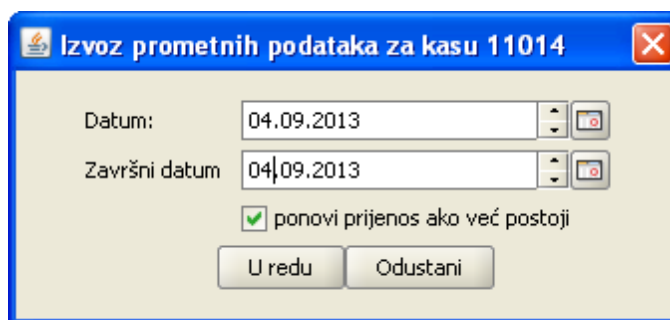 Izvoz prometnih podataka za kasu 11014
Datum: 04.09.2013
Završni datum 04.09.2013
ponovi prijenos ako već postoji
U redu Odustani